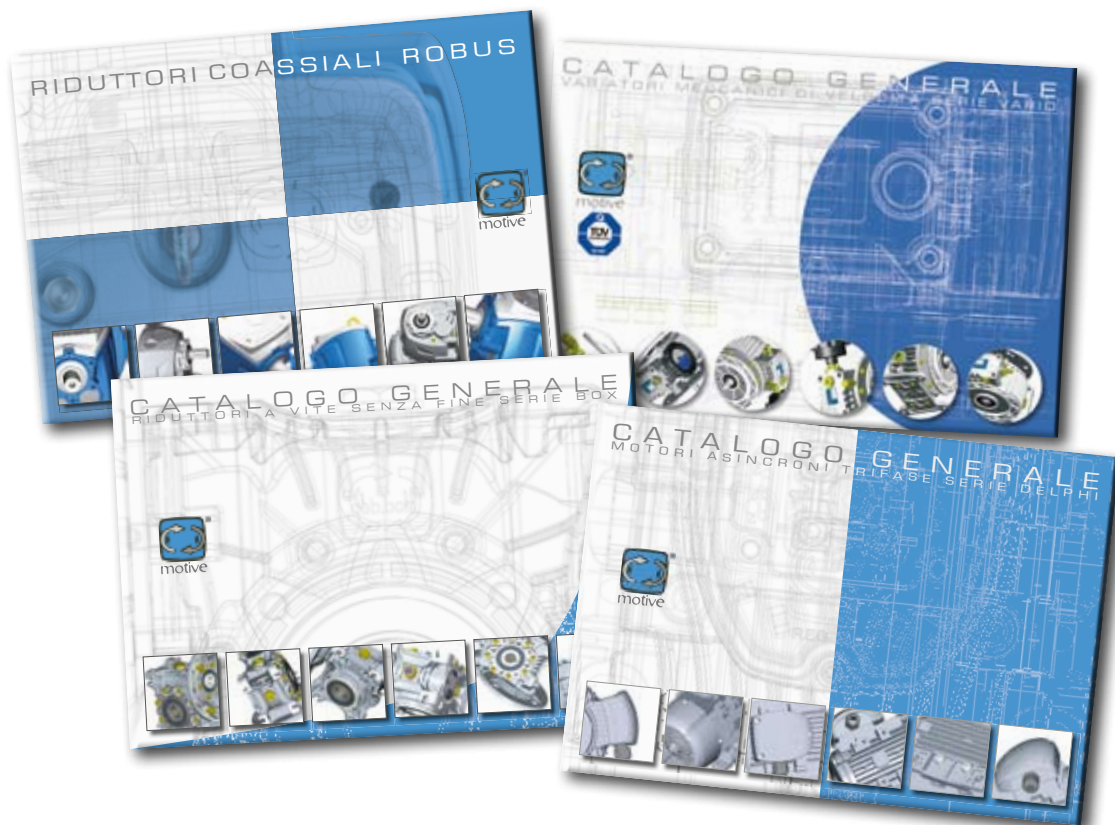 RIDUTTORI COASSIALI ROBUS
motive
CATALOGO GENERALE
VARIATORI MECCANICI DI VELOCITÀ SERIE VARIO
motive
TÜV
CATALOGO GENERALE
RIDUTTORI A VITE SENZA FINE SERIE BOX
motive
CATALOGO GENERALE
MOTORI ASINCRONI TRIFASE SERIE DELPHI
motive